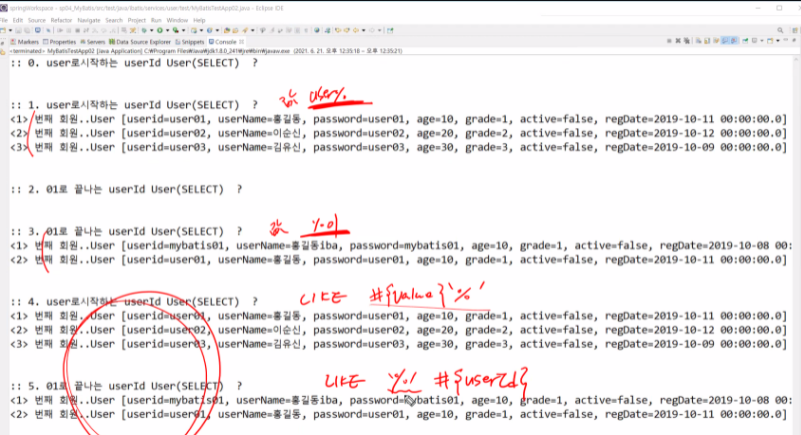 springWorkspace - sp04_MyBatis/src/test/java/ibatis/services/user/test/MyBatisTestApp02.java - Eclipse IDE
File Edit Source Refactor Navigate Search Project Run Window Help
Markers Properties Servers Data Source Explorer Snippets Console
<terminated> MyBatisTestApp02 [Java Application] C:\Program Files\Java\jdk1.8.0_241\jre\bin\javaw.exe (2021. 6. 21. 오후 12:35:18 – 오후 12:35:21)
:: 0. user로시작하는 userId User(SELECT) ?
:: 1. user로시작하는 userId User(SELECT) ? 값 user%
<1> 번째 회원..User [userid=user01, userName=홍길동, password=user01, age=10, grade=1, active=false, regDate=2019-10-11 00:00:00.0]
<2> 번째 회원..User [userid=user02, userName=이순신, password=user02, age=20, grade=2, active=false, regDate=2019-10-12 00:00:00.0]
<3> 번째 회원..User [userid=user03, userName=김유신, password=user03, age=30, grade=3, active=false, regDate=2019-10-09 00:00:00.0]
:: 2. 01로 끝나는 userId User(SELECT) ?
:: 3. 01로 끝나는 userId User(SELECT) ? 값 %01
<1> 번째 회원..User [userid=mybatis01, userName=홍길동iba, password=mybatis01, age=10, grade=1, active=false, regDate=2019-10-08 00:
<2> 번째 회원..User [userid=user01, userName=홍길동, password=user01, age=10, grade=1, active=false, regDate=2019-10-11 00:00:00.0]
:: 4. user로시작하는 userId User(SELECT) ? LIKE #{value}'%'
<1> 번째 회원..User [userid=user01, userName=홍길동, password=user01, age=10, grade=1, active=false, regDate=2019-10-11 00:00:00.0]
<2> 번째 회원..User [userid=user02, userName=이순신, password=user02, age=20, grade=2, active=false, regDate=2019-10-12 00:00:00.0]
<3> 번째 회원..User [userid=user03, userName=김유신, password=user03, age=30, grade=3, active=false, regDate=2019-10-09 00:00:00.0]
:: 5. 01로 끝나는 userId User(SELECT) ? LIKE '%' #{userId}
<1> 번째 회원..User [userid=mybatis01, userName=홍길동iba, password=mybatis01, age=10, grade=1, active=false, regDate=2019-10-08 00:
<2> 번째 회원..User [userid=user01, userName=홍길동, password=user01, age=10, grade=1, active=false, regDate=2019-10-11 00:00:00.0]